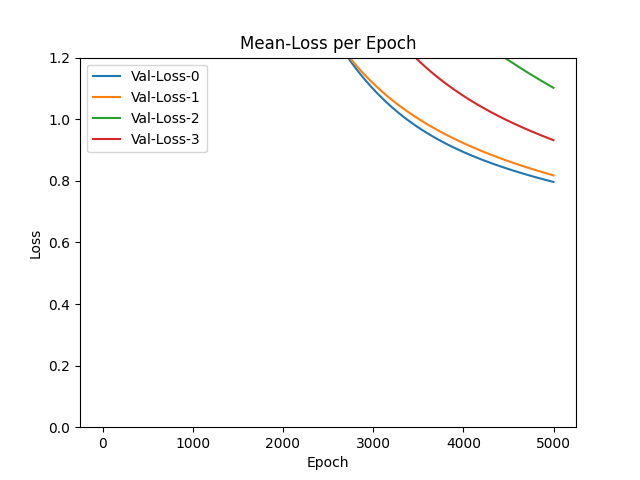 Mean-Loss per Epoch
Val-Loss-0
Val-Loss-1
Val-Loss-2
Val-Loss-3
1.2
1.0
0.8
0.6
0.4
0.2
0.0
Loss
0 1000 2000 3000 4000 5000
Epoch